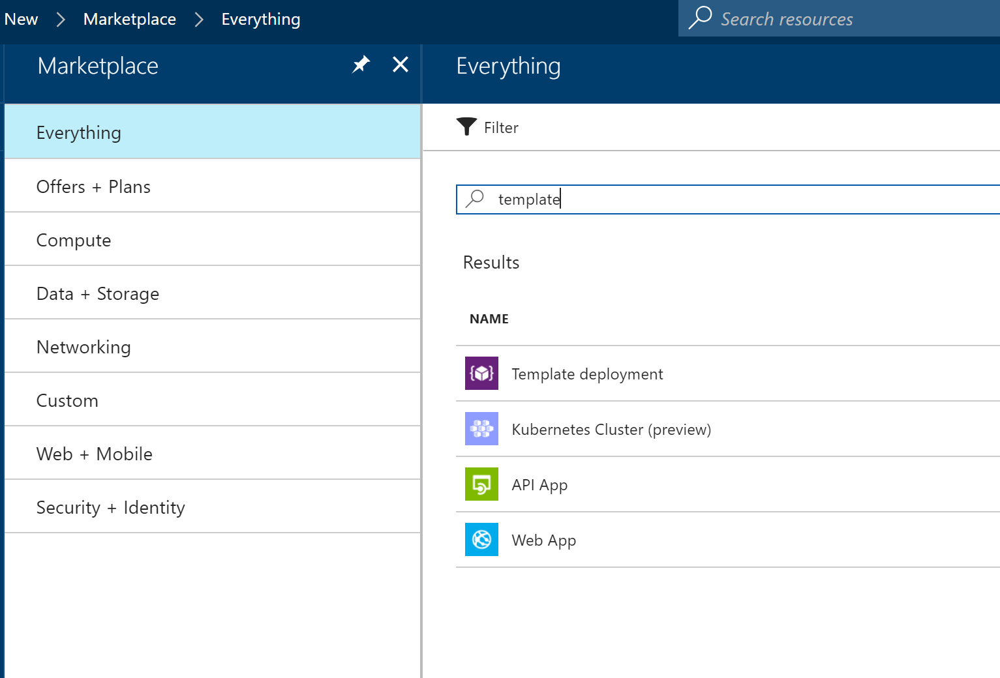 New > Marketplace > Everything
Search resources
Marketplace
Everything
Offers + Plans
Compute
Data + Storage
Networking
Custom
Web + Mobile
Security + Identity
Everything
Filter
template
Results
NAME
Template deployment
Kubernetes Cluster (preview)
API App
Web App